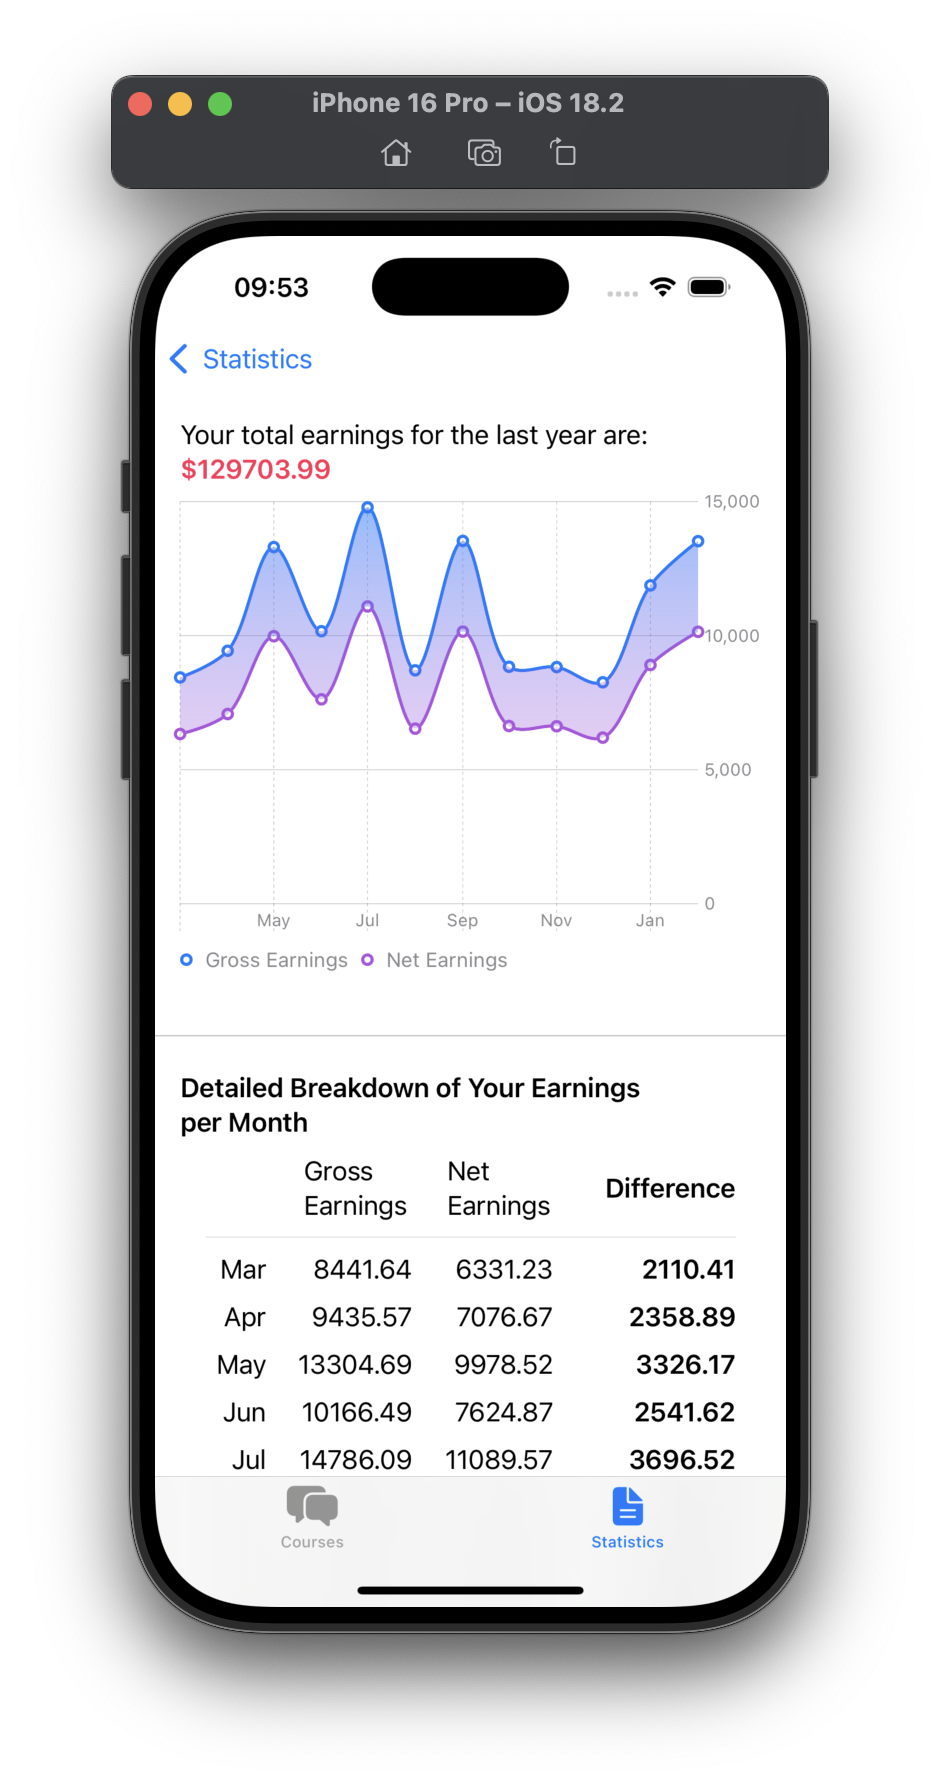 iPhone 16 Pro – iOS 18.2
09:53
Statistics
Your total earnings for the last year are:
$129703.99
15,000
10,000
5,000
0
May Jul Sep Nov Jan
Gross Earnings Net Earnings
Detailed Breakdown of Your Earnings
per Month
Gross Earnings Net Earnings Difference
Mar 8441.64 6331.23 2110.41
Apr 9435.57 7076.67 2358.89
May 13304.69 9978.52 3326.17
Jun 10166.49 7624.87 2541.62
Jul 14786.09 11089.57 3696.52
Courses Statistics